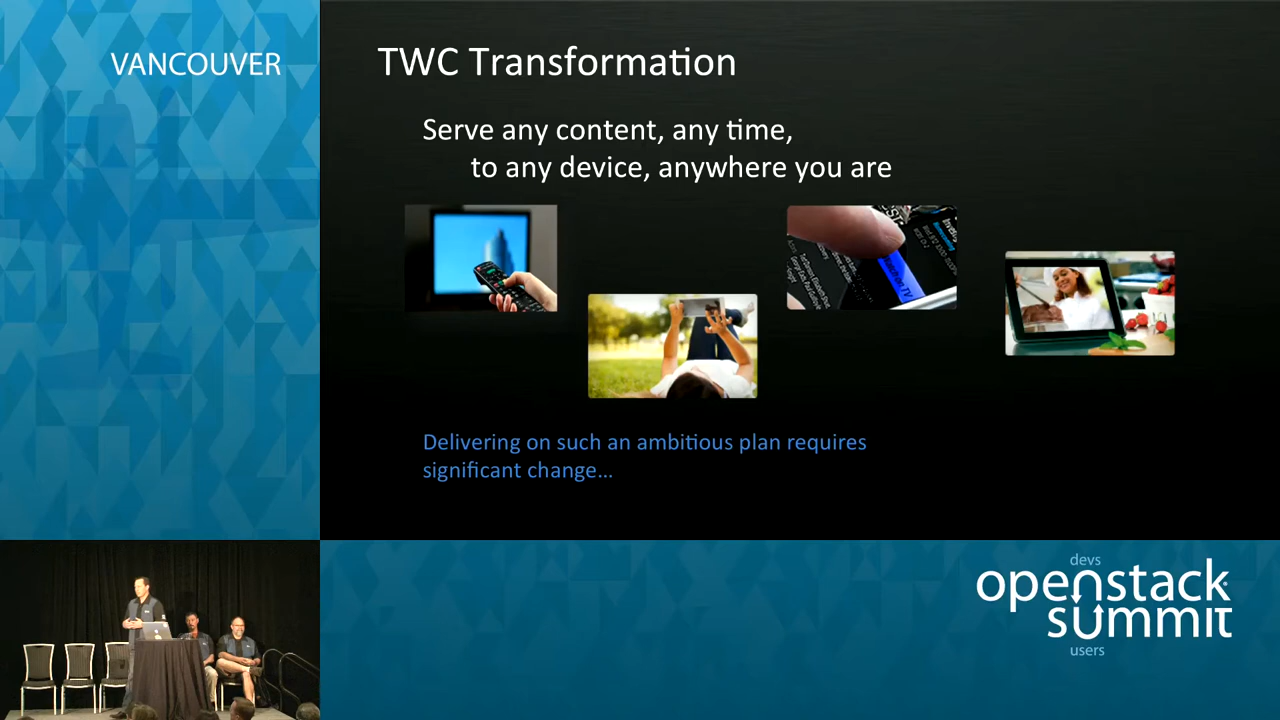 VANCOUVER
TWC Transformation
Serve any content, any time,
to any device, anywhere you are
Delivering on such an ambitious plan requires
significant change...
devs
openstack
summit
users